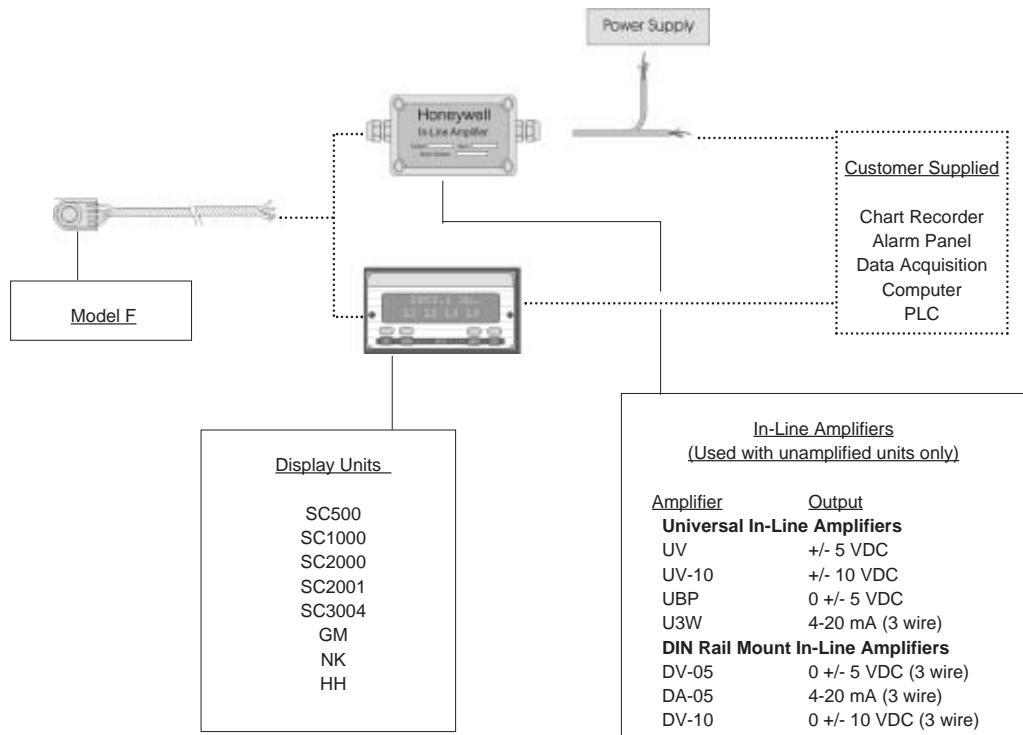 Power Supply
Honeywell
In-Line Amplifier
Customer Supplied
Chart Recorder
Alarm Panel
Data Acquisition
Computer
PLC
Model F
Display Units
SC500
SC1000
SC2000
SC2001
SC3004
GM
NK
HH
In-Line Amplifiers
(Used with unamplified units only)
Amplifier Output
Universal In-Line Amplifiers
UV +/- 5 VDC
UV-10 +/- 10 VDC
UBP 0 +/- 5 VDC
U3W 4-20 mA (3 wire)
DIN Rail Mount In-Line Amplifiers
DV-05 0 +/- 5 VDC (3 wire)
DA-05 4-20 mA (3 wire)
DV-10 0 +/- 10 VDC (3 wire)